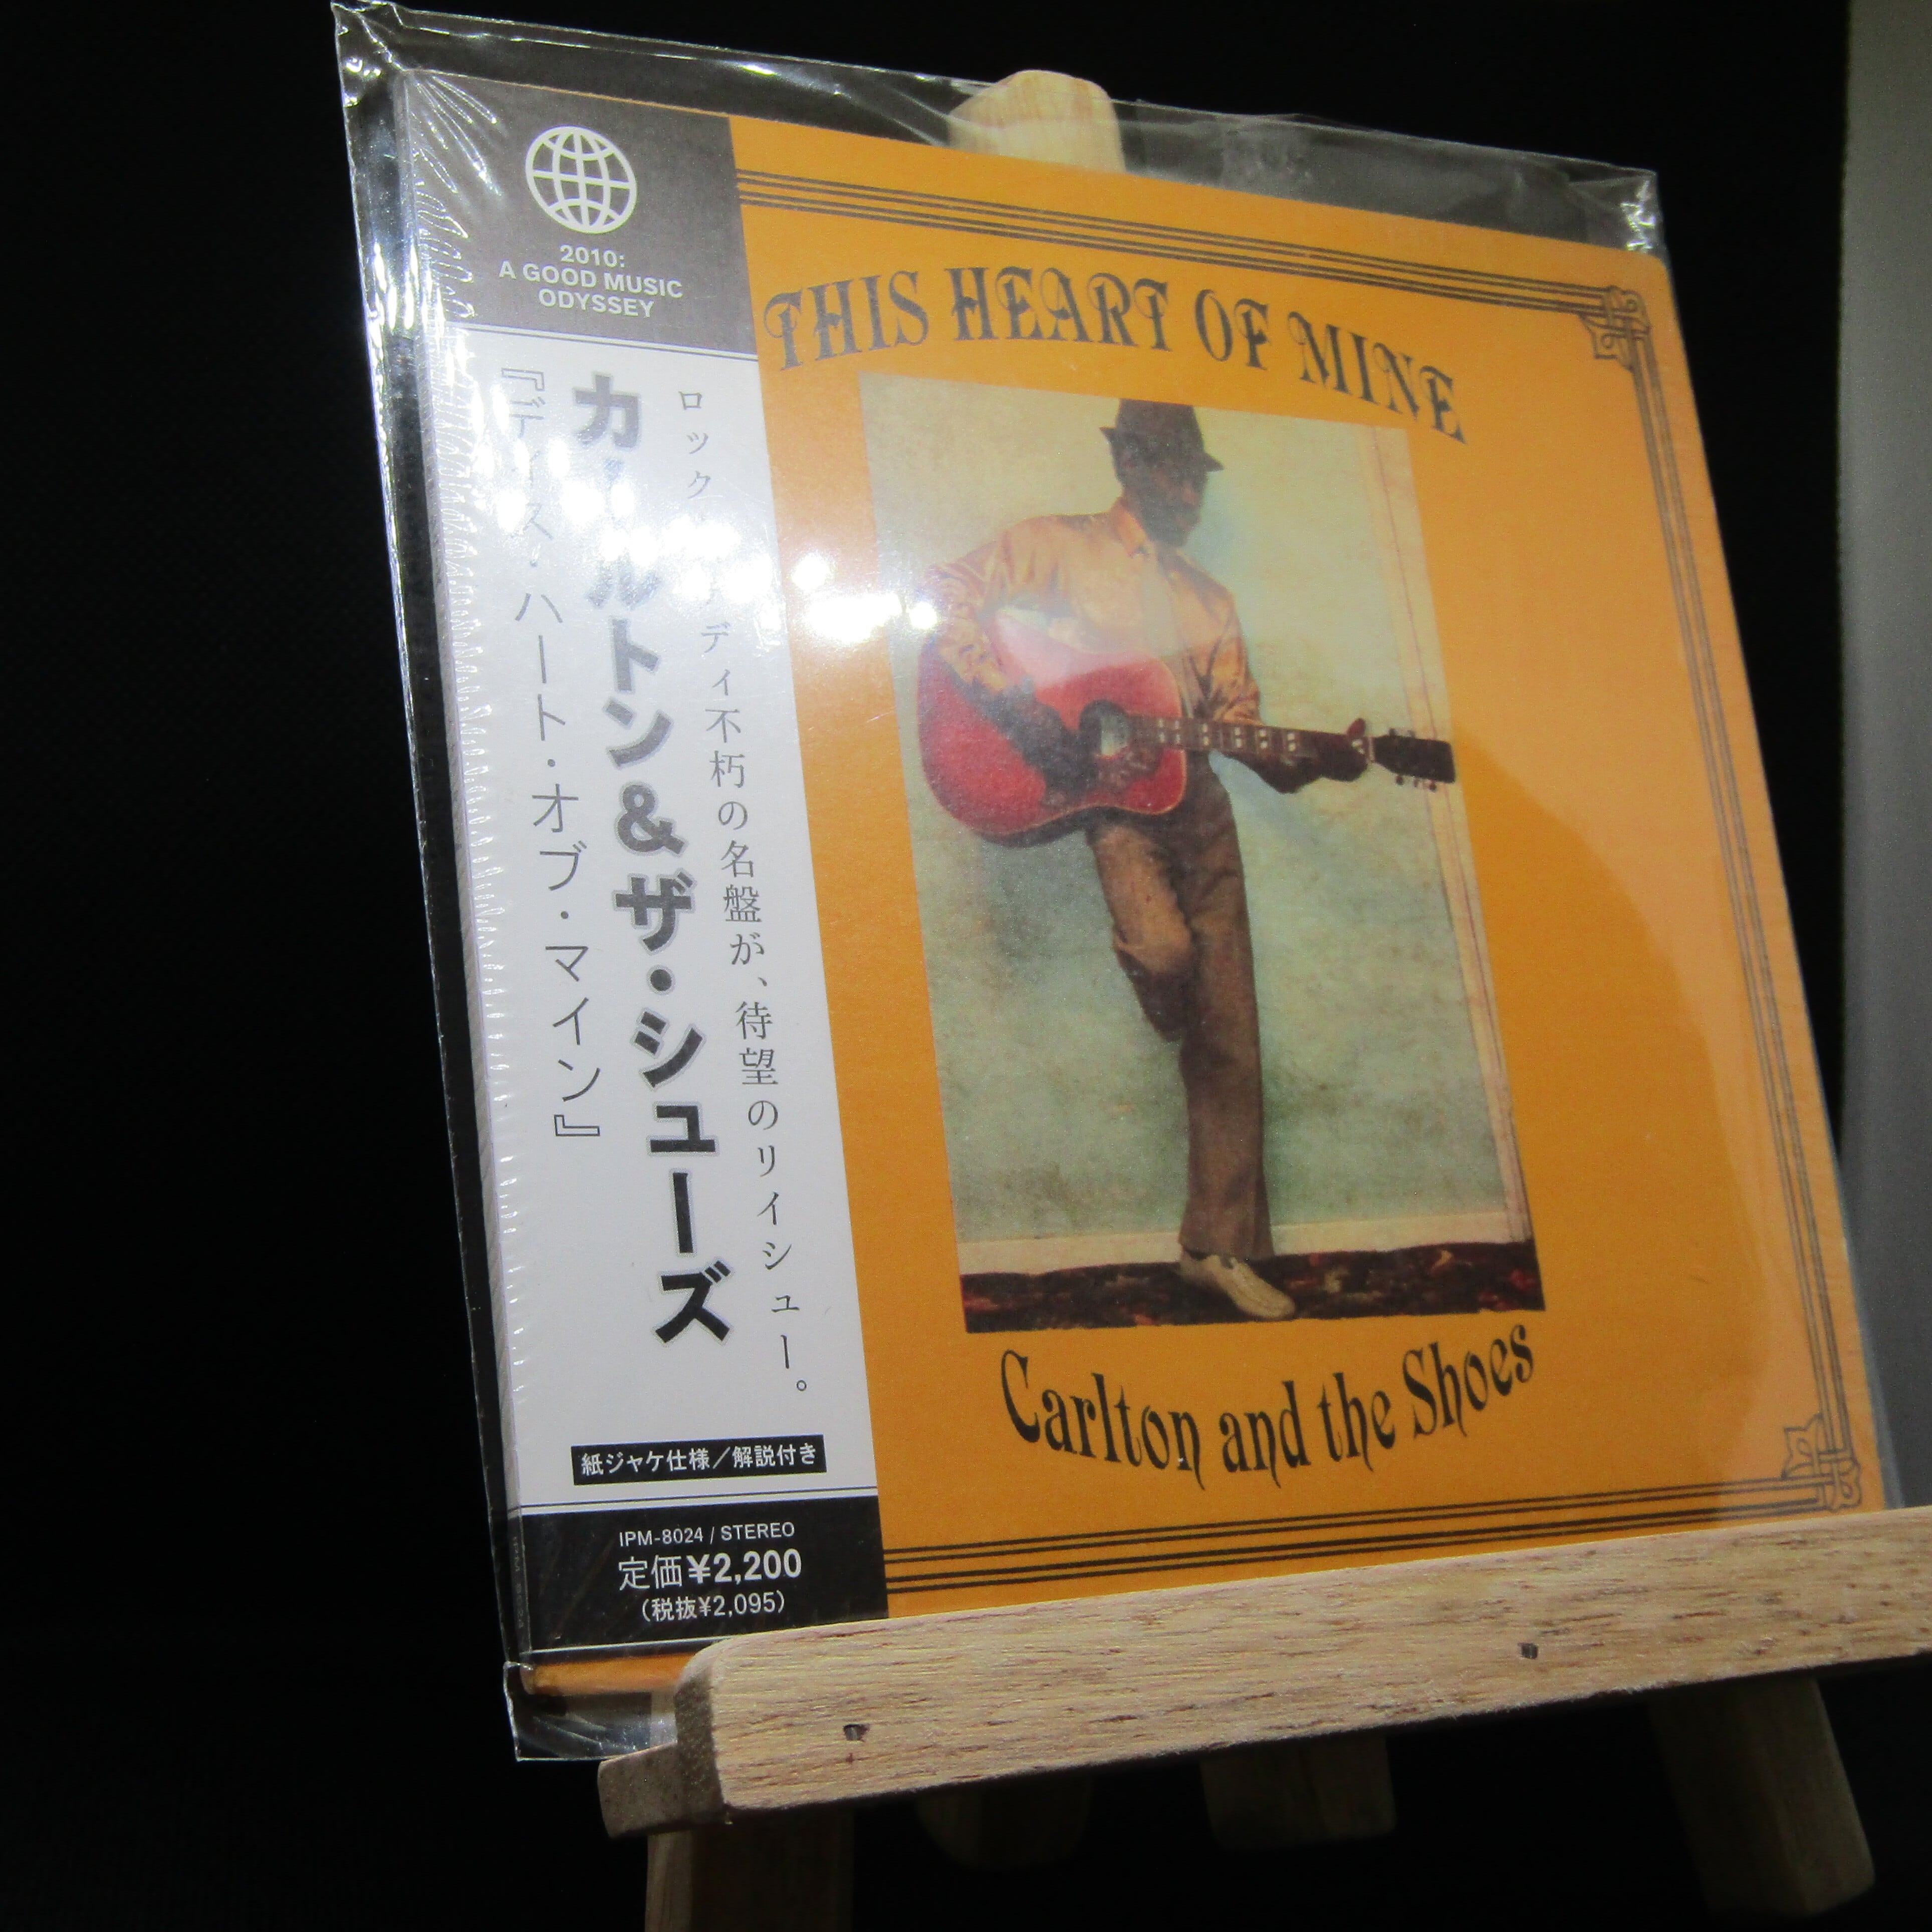 2010:
A GOOD MUSIC
ODYSSEY
ロック ディ不朽の名盤が、待望のリイシュー。
カールトン&ザ・シューズ
『ディス・ハート・オブ・マイン』
紙ジャケ仕様/解説付き
IPM-8024 / STEREO
定価¥2,200
(税抜¥2,095)
THIS HEART OF MINE
Carlton and the Shoes